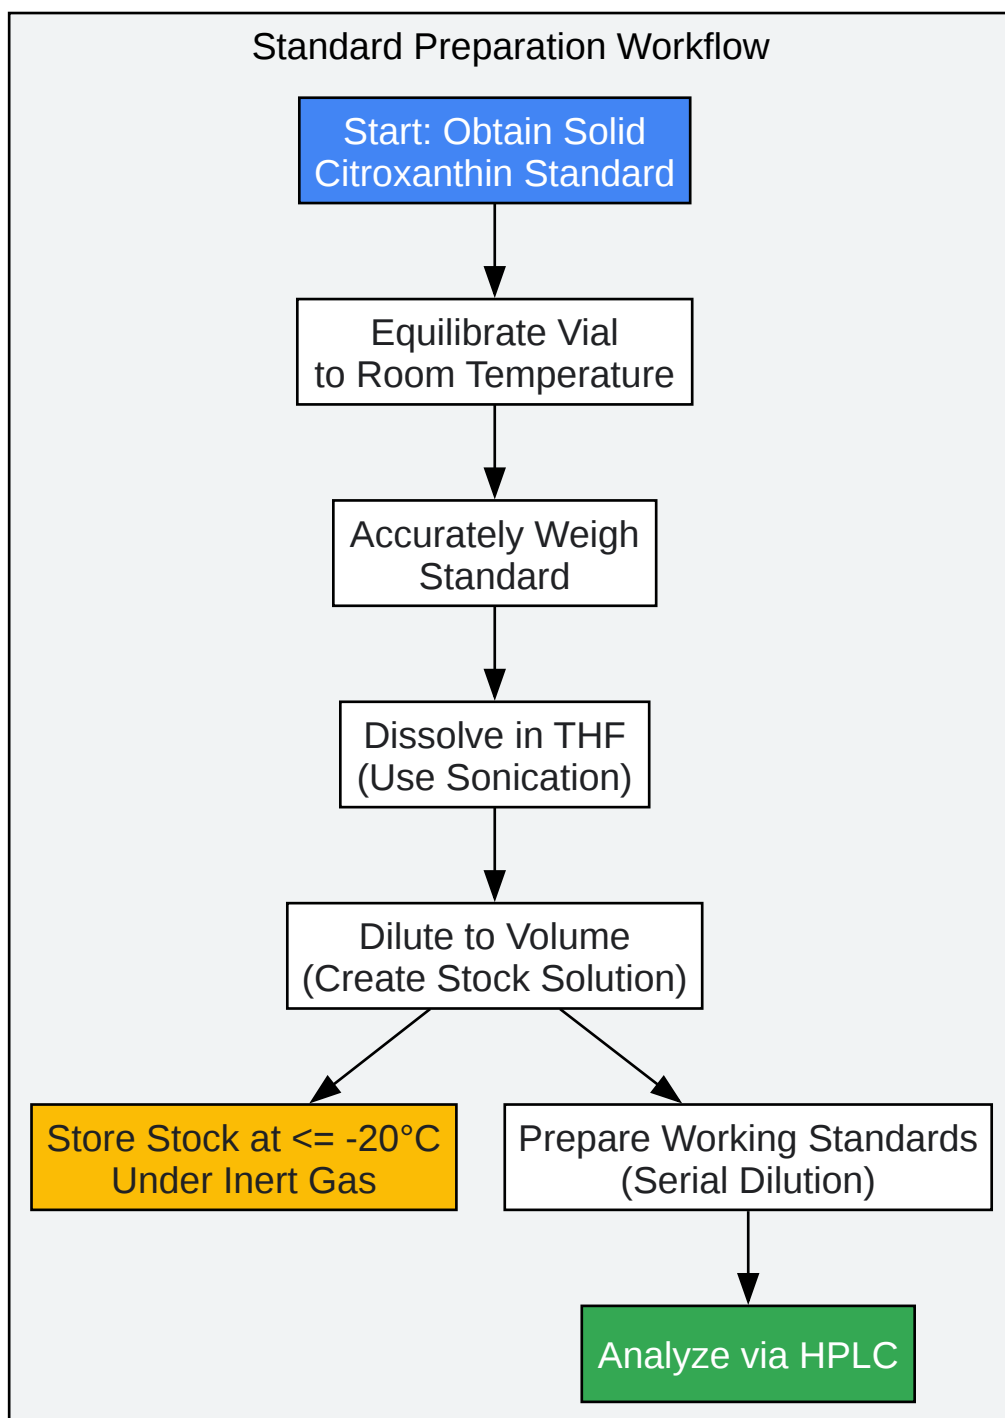 Standard Preparation Workflow
Start: Obtain Solid
Citroxanthin Standard
Equilibrate Vial
to Room Temperature
Accurately Weigh
Standard
Dissolve in THF
(Use Sonication)
Dilute to Volume
(Create Stock Solution)
Store Stock at <= -20°C
Under Inert Gas
Prepare Working Standards
(Serial Dilution)
Analyze via HPLC